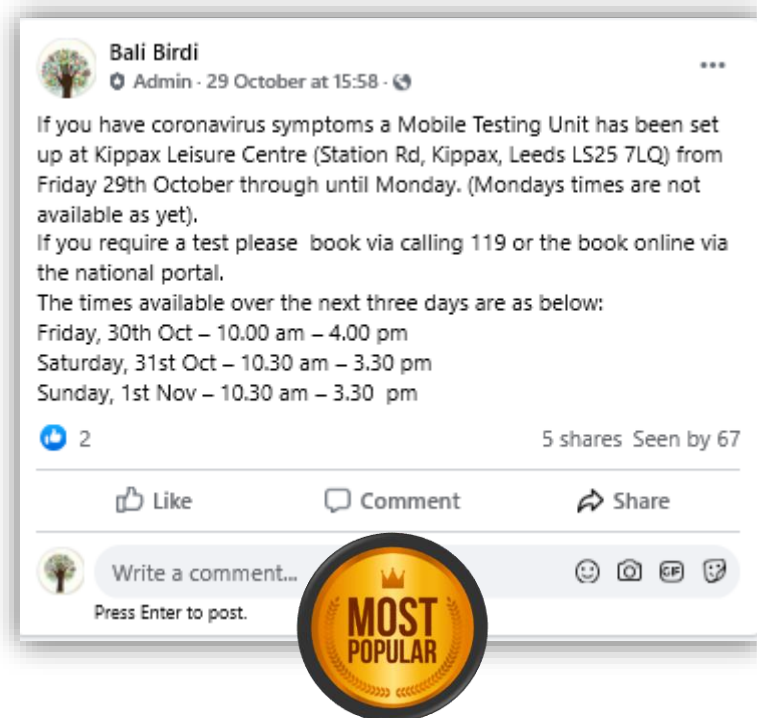 Bali Birdi
Admin · 29 October at 15:58 ·
If you have coronavirus symptoms a Mobile Testing Unit has been set
up at Kippax Leisure Centre (Station Rd, Kippax, Leeds LS25 7LQ) from
Friday 29th October through until Monday. (Mondays times are not
available as yet).
If you require a test please  book via calling 119 or the book online via
the national portal.
The times available over the next three days are as below:
Friday, 30th Oct – 10.00 am – 4.00 pm
Saturday, 31st Oct – 10.30 am – 3.30 pm
Sunday, 1st Nov – 10.30 am – 3.30  pm
2 5 shares Seen by 67
Like Comment Share
Write a comment... GIF
Press Enter to post.
MOST
POPULAR